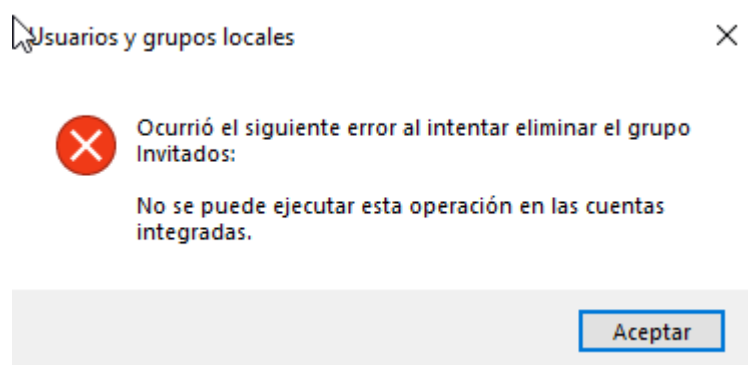 Usuarios y grupos locales
Ocurrió el siguiente error al intentar eliminar el grupo
Invitados:
No se puede ejecutar esta operación en las cuentas
integradas.
Aceptar